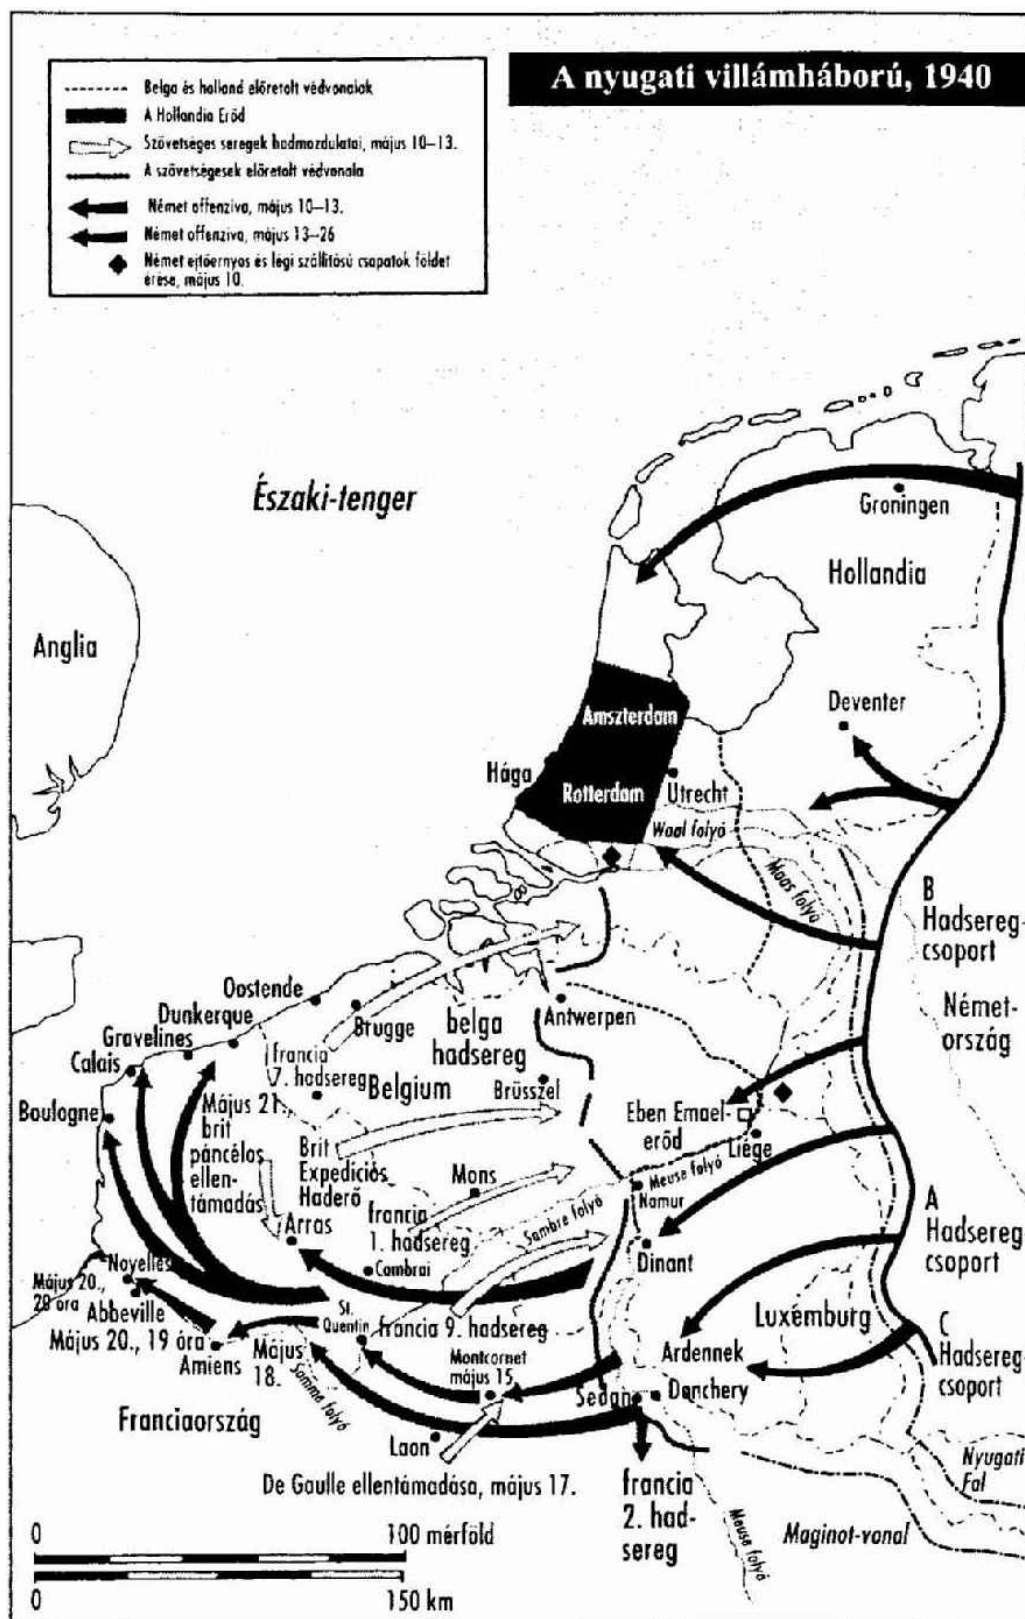 A nyugati villámháború, 1940
Belga és holland előretolt védvonalak
A Hollandia Erőd
Szövetséges seregek hadmozdulatai, május 10–13.
A szövetségesek előretolt védvonala
Német offenzíva, május 10–13.
Német offenzíva, május 13–26
Német ejtőernyos és légi szállítású csapatok földet
érése, május 10.
Északi-tenger
Groningen
Hollandia
Anglia
Deventer
Amszterdam
Hága
Rotterdam
Utrecht
Waal folyó
Maas folyó
B
Hadsereg-
csoport
Német-
ország
Oostende
Dunkerque
Gravelines
Calais
Boulogne
Brugge
belga
hadsereg
Antwerpen
francia
7. hadsereg
Belgium
Brüsszel
Május 21.,
brit
páncélos
ellen-
támadás
Brit
Expedíciós
Haderő
Eben Emael-
erőd
Liége
Mons
Meuse folyó
Namur
Sambre folyó
Arras
francia
1. hadsereg
Cambrai
Dinant
A
Hadsereg-
csoport
Noyelles
Május 20.,
20 óra
Abbeville
Május 20., 19 óra
Amiens
St.
Quentin
francia 9. hadsereg
Május
18.
Somme folyó
Montcornet
május 15.
Luxemburg
Ardennek
C
Hadsereg-
csoport
Sedan
Donchery
Franciaország
Laon
De Gaulle ellentámadása, május 17.
francia
2. had-
sereg
Meuse folyó
Maginot-vonal
Nyugati
Fal
0
100 mérföld
0
150 km